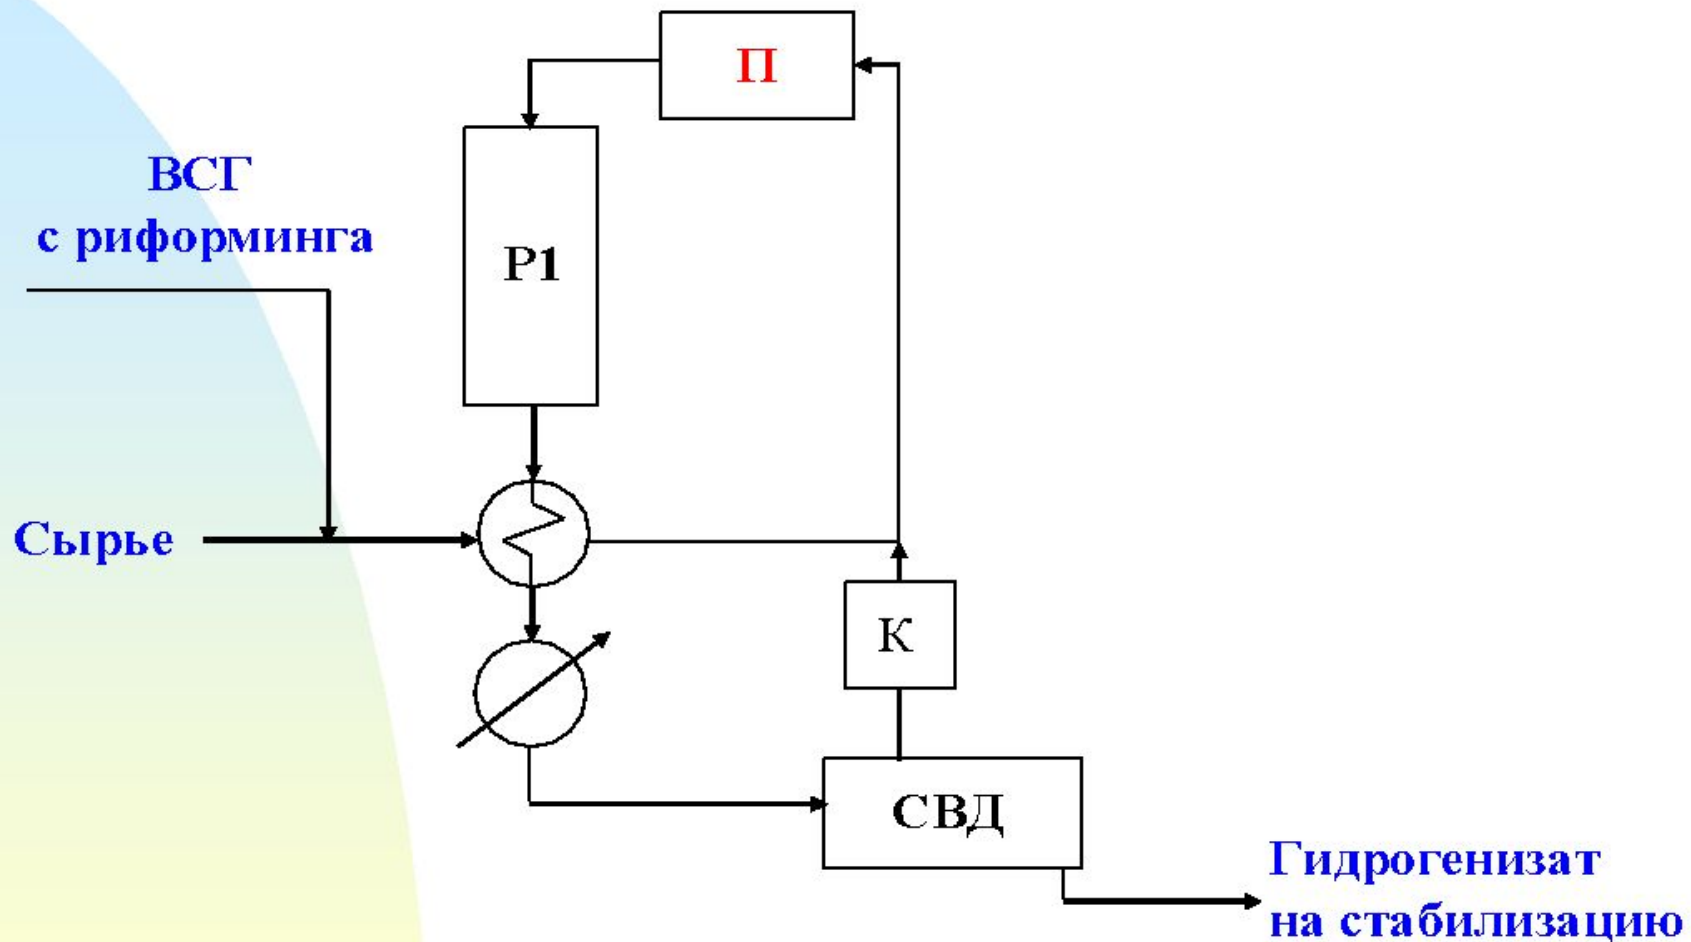 П
ВСГ
с риформинга
Р1
Сырье
К
СВД
Гидрогенизат
на стабилизацию